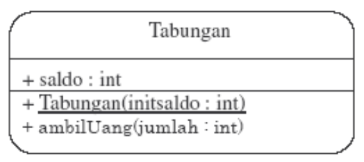 Tabungan
+ saldo : int
+ Tabungan(initsaldo : int)
+ ambilUang(jumlah : int)